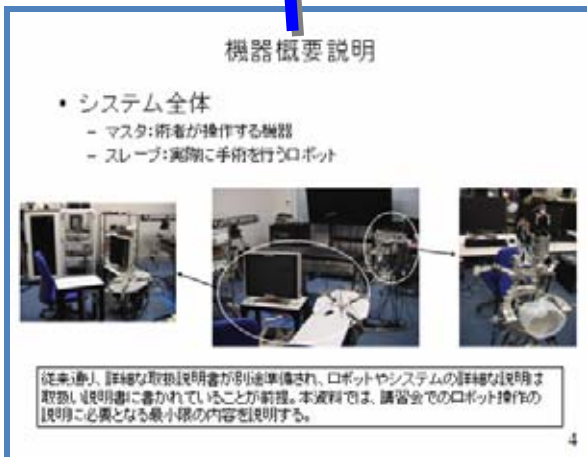 機器概要説明
• システム全体
– マスタ：術者が操作する機器
– スレーブ：実際に手術を行うロボット
従来通り、詳細な取扱説明書が別途準備され、ロボットやシステムの詳細な説明は
取扱い説明書に書かれていることが前提。本資料では、講習会でのロボット操作の
説明に必要となる最小限の内容を説明する。
4